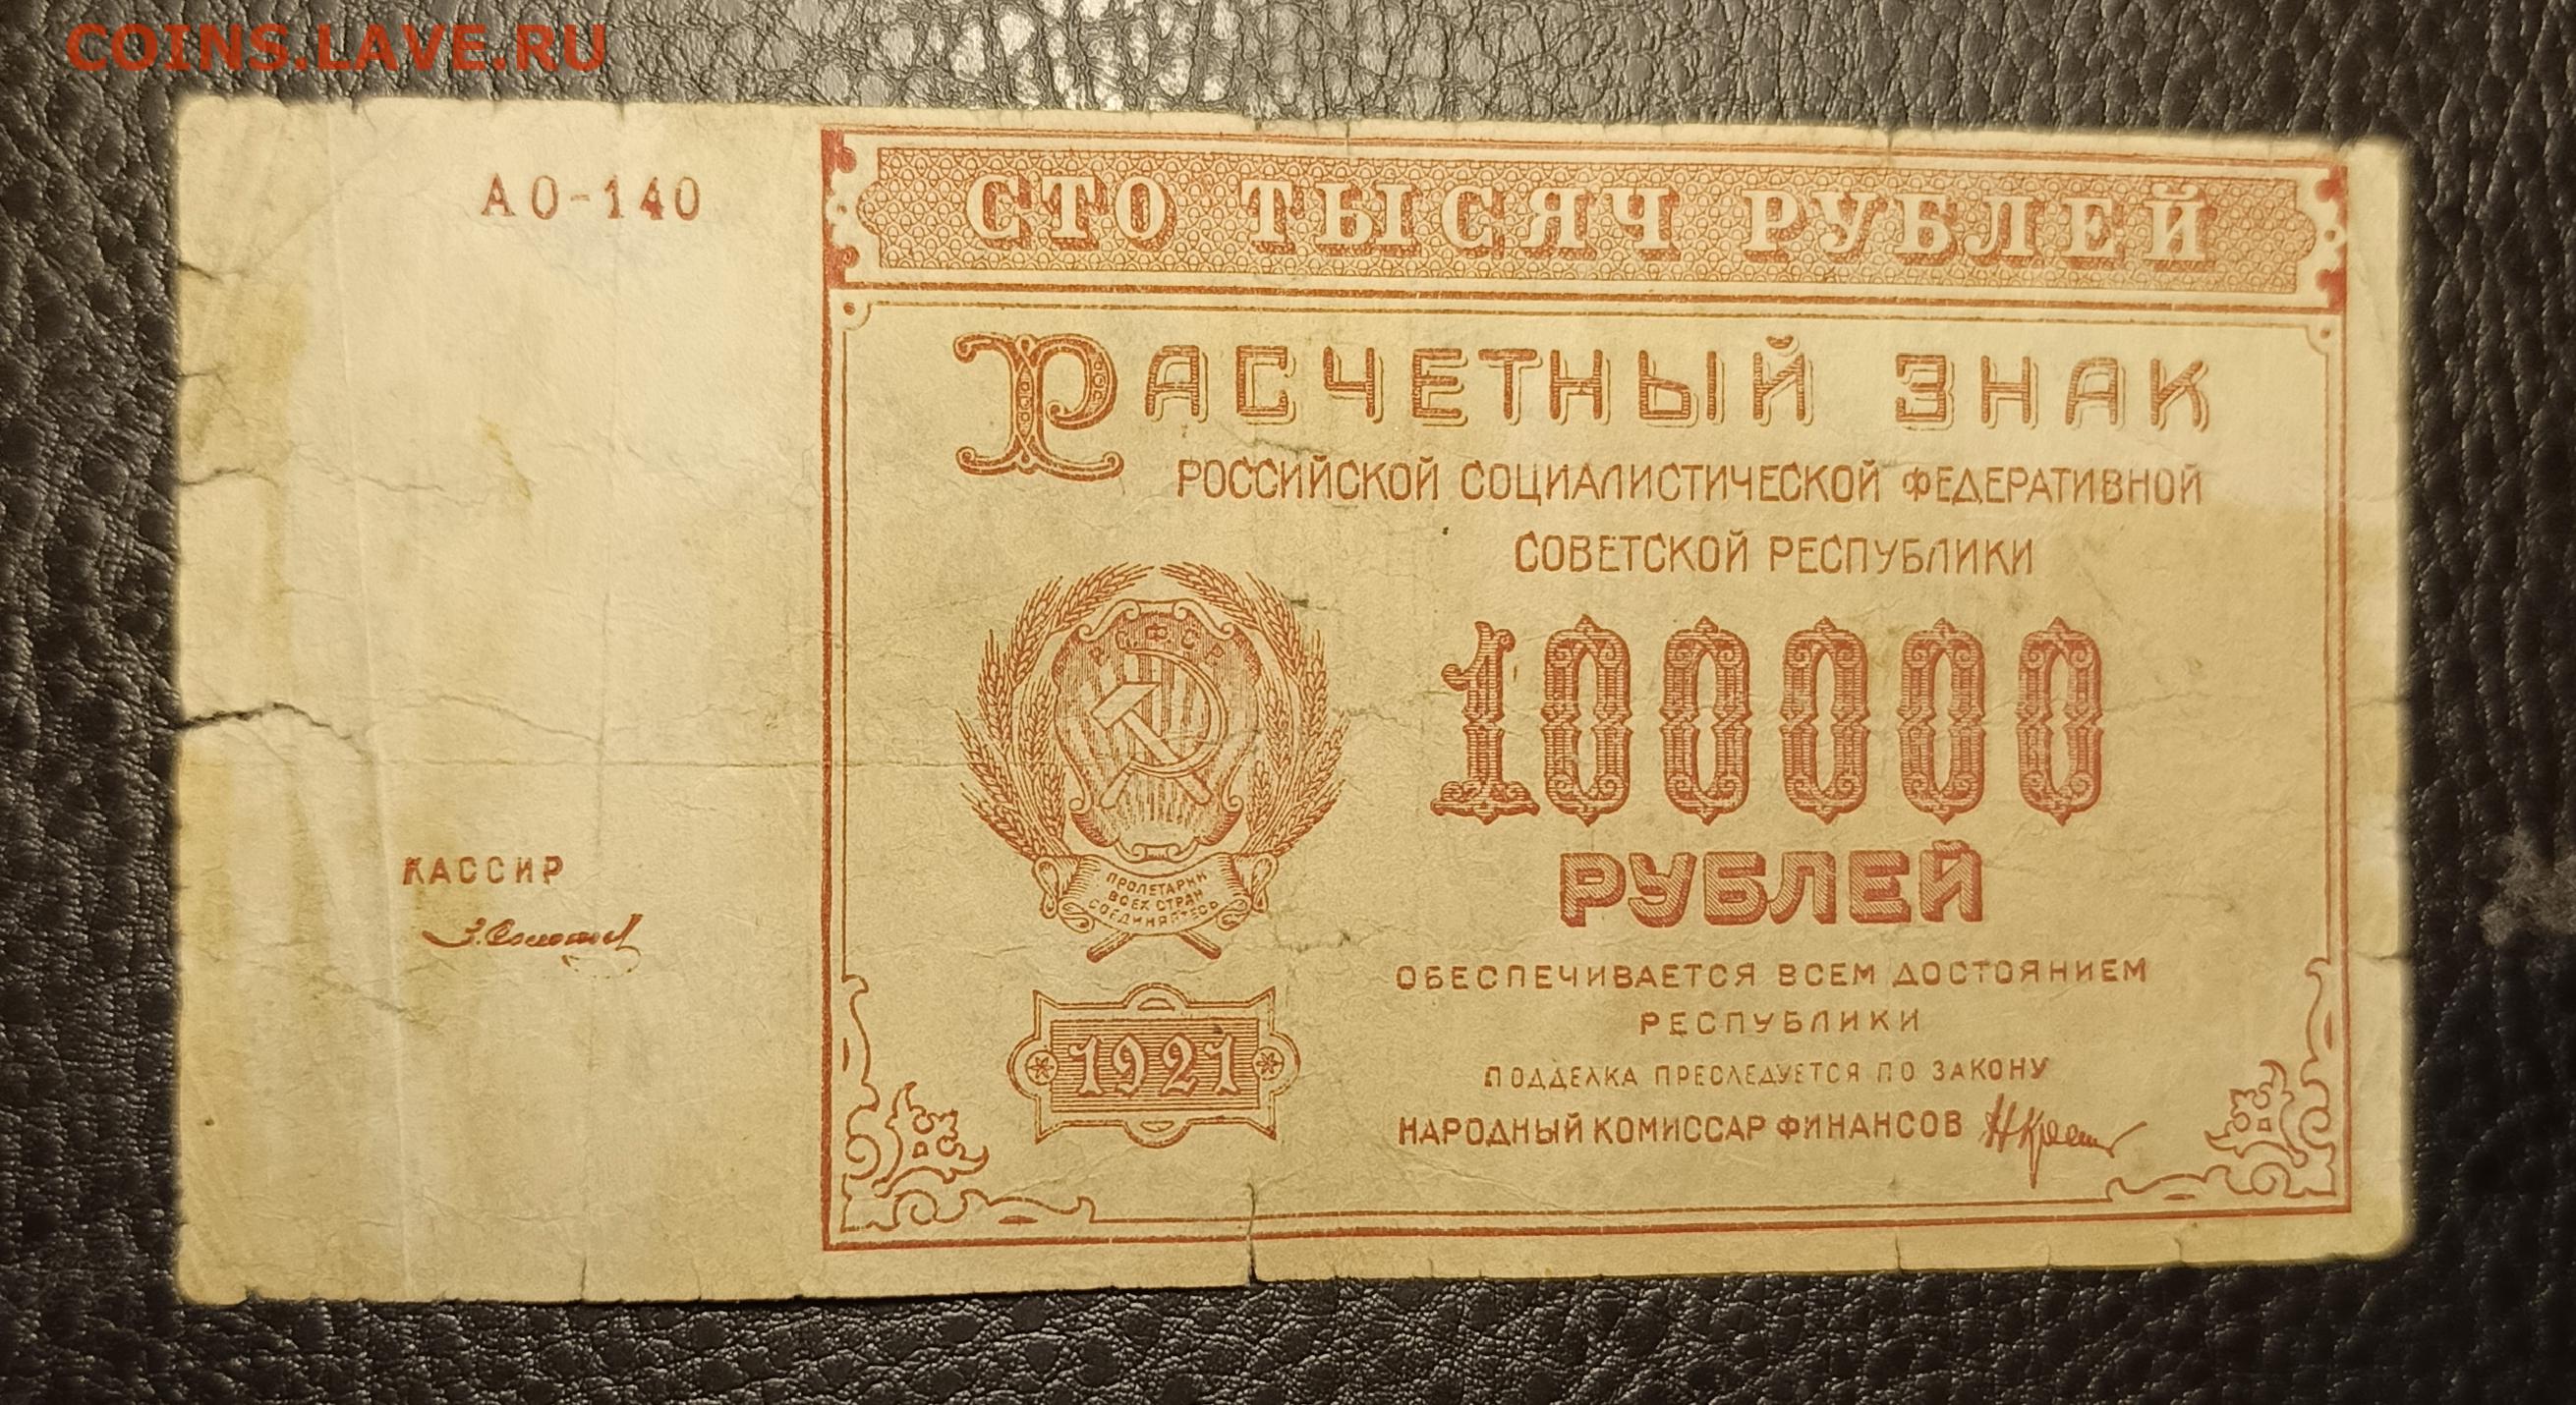 COINS.LAVE.RU
АО-140
СТО ТЫСЯЧ РУБЛЕЙ
РАСЧЕТНЫЙ ЗНАК
РОССИЙСКОЙ СОЦИАЛИСТИЧЕСКОЙ ФЕДЕРАТИВНОЙ
СОВЕТСКОЙ РЕСПУБЛИКИ
РСФСР
ПРОЛЕТАРИИ
ВСЕХ СТРАН
СОЕДИНЯЙТЕСЬ
100000
РУБЛЕЙ
КАССИР
ОБЕСПЕЧИВАЕТСЯ ВСЕМ ДОСТОЯНИЕМ
РЕСПУБЛИКИ
1921
ПОДДЕЛКА ПРЕСЛЕДУЕТСЯ ПО ЗАКОНУ
НАРОДНЫЙ КОМИССАР ФИНАНСОВ